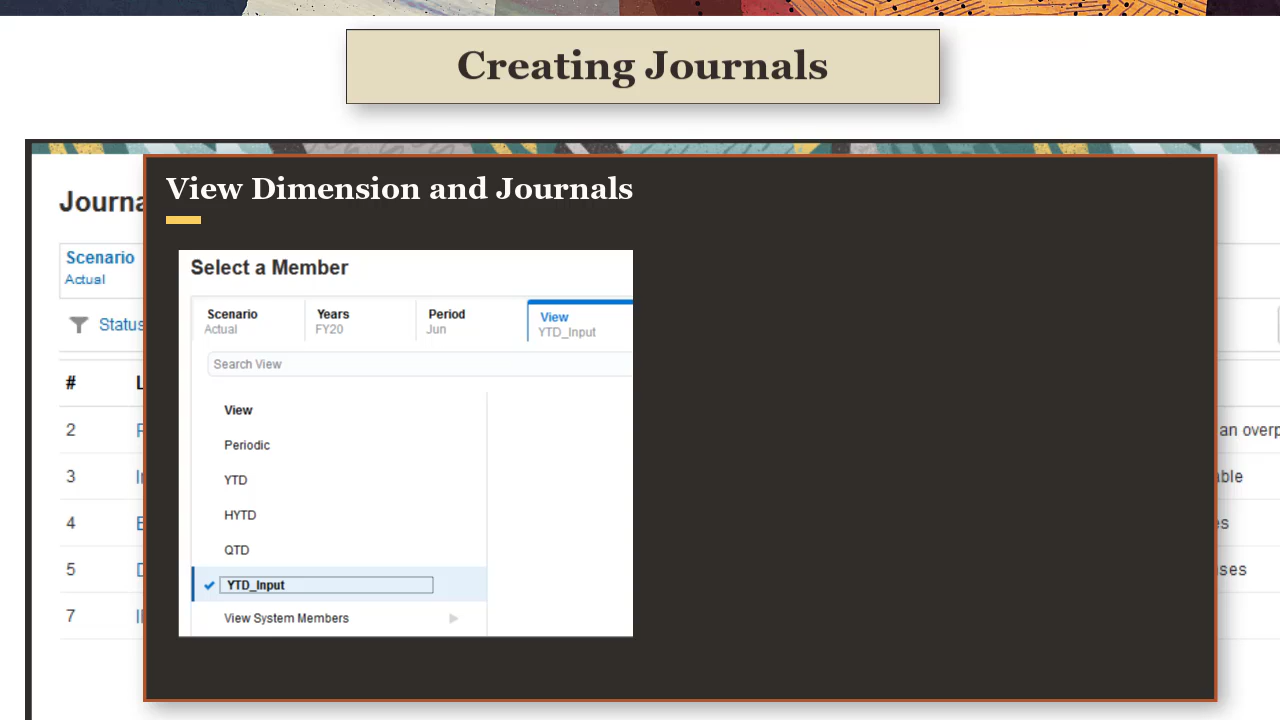 Creating Journals
View Dimension and Journals
Journa
Select a Member
Scenario
Actual
Scenario Years Period View
Actual FY20 Jun YTD_Input
Status
Search View
#
View
2
an overp
Periodic
3
able
YTD
HYTD
4
es
QTD
5
ses
YTD_Input
7
View System Members